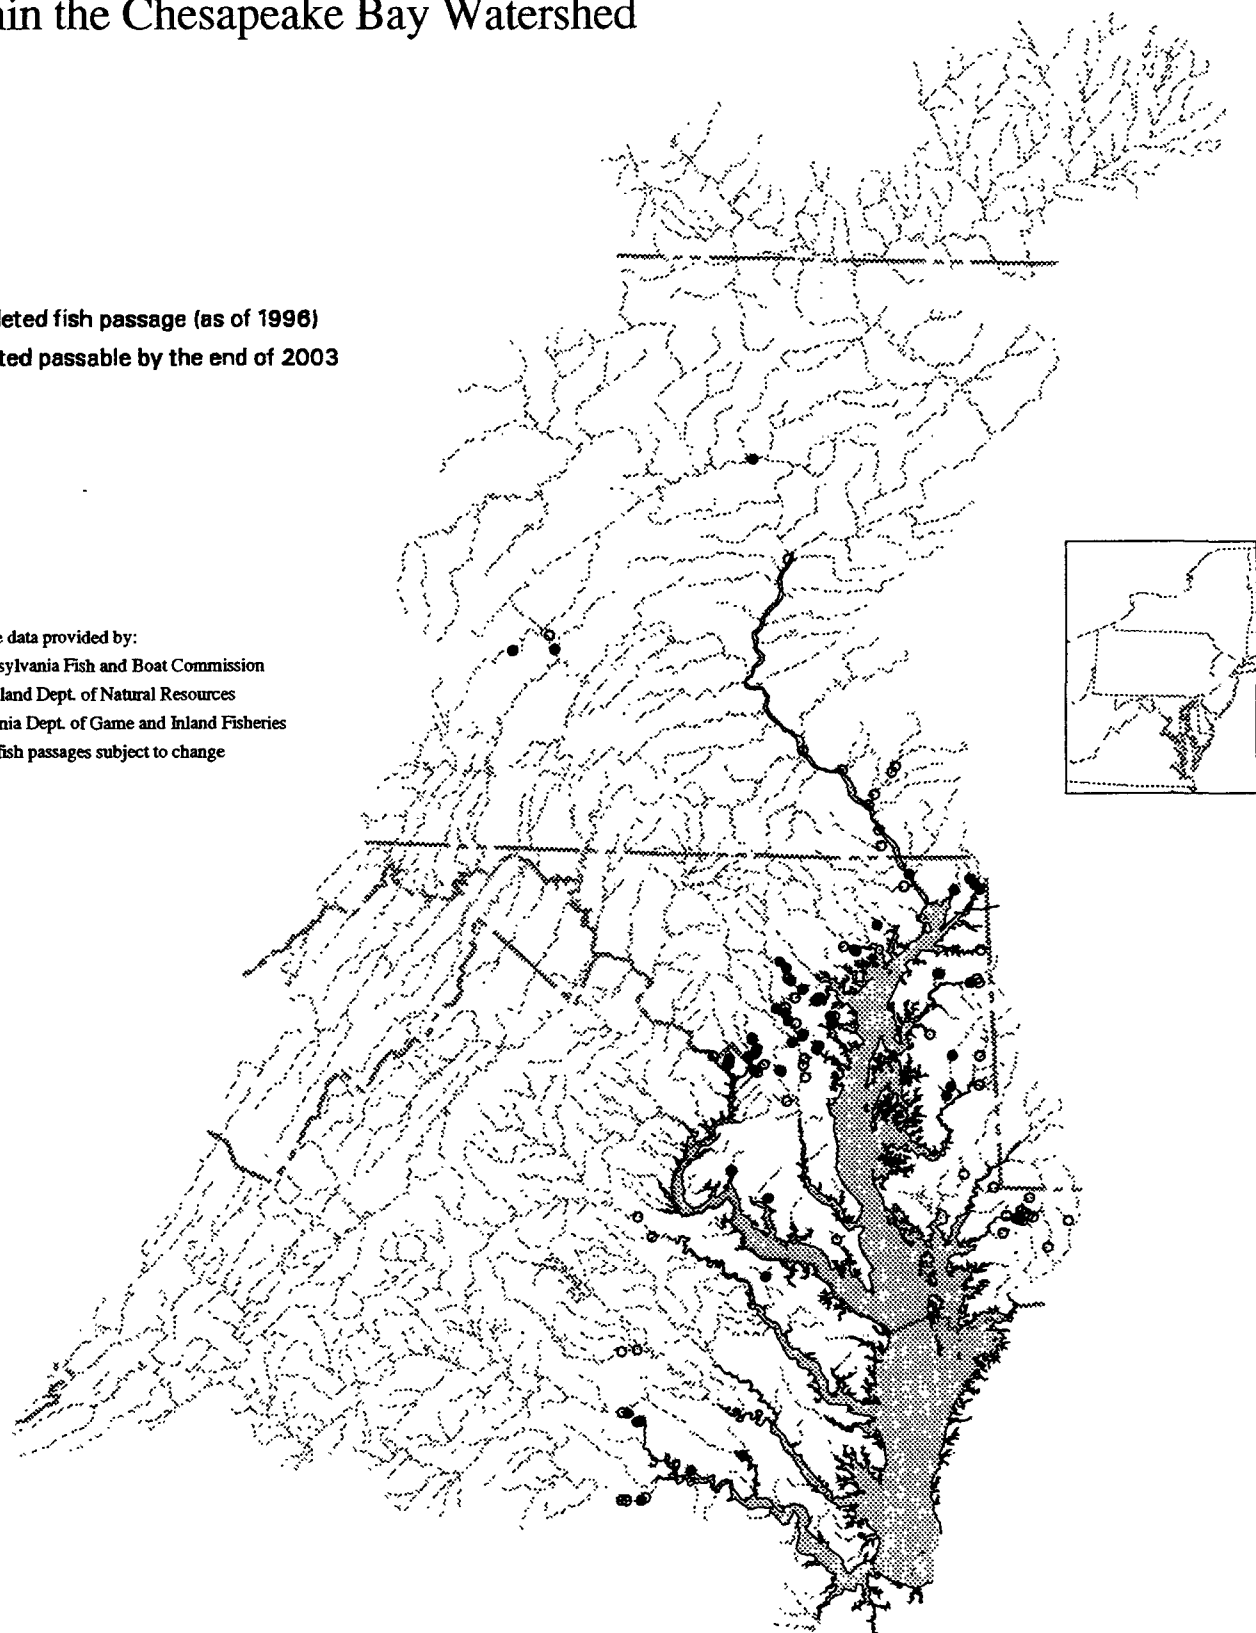 in the Chesapeake Bay Watershed
eted fish passage (as of 1996)
ted passable by the end of 2003
data provided by:
sylvania Fish and Boat Commission
land Dept. of Natural Resources
nia Dept. of Game and Inland Fisheries
fish passages subject to change